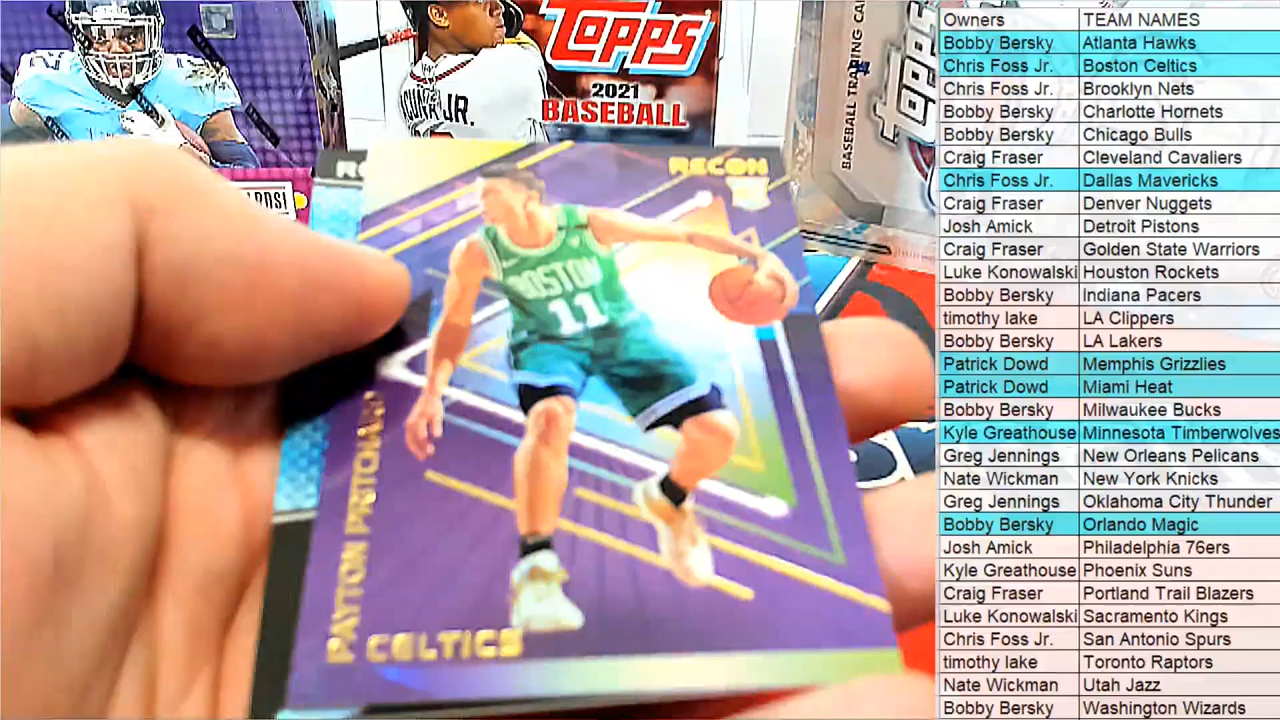 TOPPS
2021
BASEBALL
JR.
BASEBALL TRADING CA
TOPPS
RECON
BOSTON
11
PAYTON PRITCHARD
CELTICS
Owners TEAM NAMES
Bobby Bersky Atlanta Hawks
Chris Foss Jr. Boston Celtics
Chris Foss Jr. Brooklyn Nets
Bobby Bersky Charlotte Hornets
Bobby Bersky Chicago Bulls
Craig Fraser Cleveland Cavaliers
Chris Foss Jr. Dallas Mavericks
Craig Fraser Denver Nuggets
Josh Amick Detroit Pistons
Craig Fraser Golden State Warriors
Luke Konowalski Houston Rockets
Bobby Bersky Indiana Pacers
timothy lake LA Clippers
Bobby Bersky LA Lakers
Patrick Dowd Memphis Grizzlies
Patrick Dowd Miami Heat
Bobby Bersky Milwaukee Bucks
Kyle Greathouse Minnesota Timberwolves
Greg Jennings New Orleans Pelicans
Nate Wickman New York Knicks
Greg Jennings Oklahoma City Thunder
Bobby Bersky Orlando Magic
Josh Amick Philadelphia 76ers
Kyle Greathouse Phoenix Suns
Craig Fraser Portland Trail Blazers
Luke Konowalski Sacramento Kings
Chris Foss Jr. San Antonio Spurs
timothy lake Toronto Raptors
Nate Wickman Utah Jazz
Bobby Bersky Washington Wizards